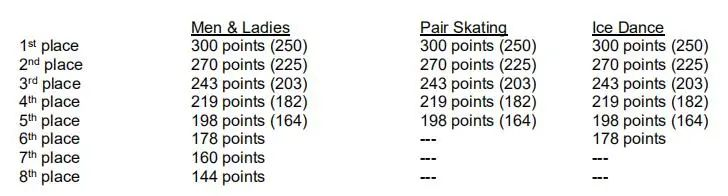 Men & Ladies Pair Skating Ice Dance
1st place 300 points (250) 300 points (250) 300 points (250)
2nd place 270 points (225) 270 points (225) 270 points (225)
3rd place 243 points (203) 243 points (203) 243 points (203)
4th place 219 points (182) 219 points (182) 219 points (182)
5th place 198 points (164) 198 points (164) 198 points (164)
6th place 178 points --- 178 points
7th place 160 points --- ---
8th place 144 points --- ---